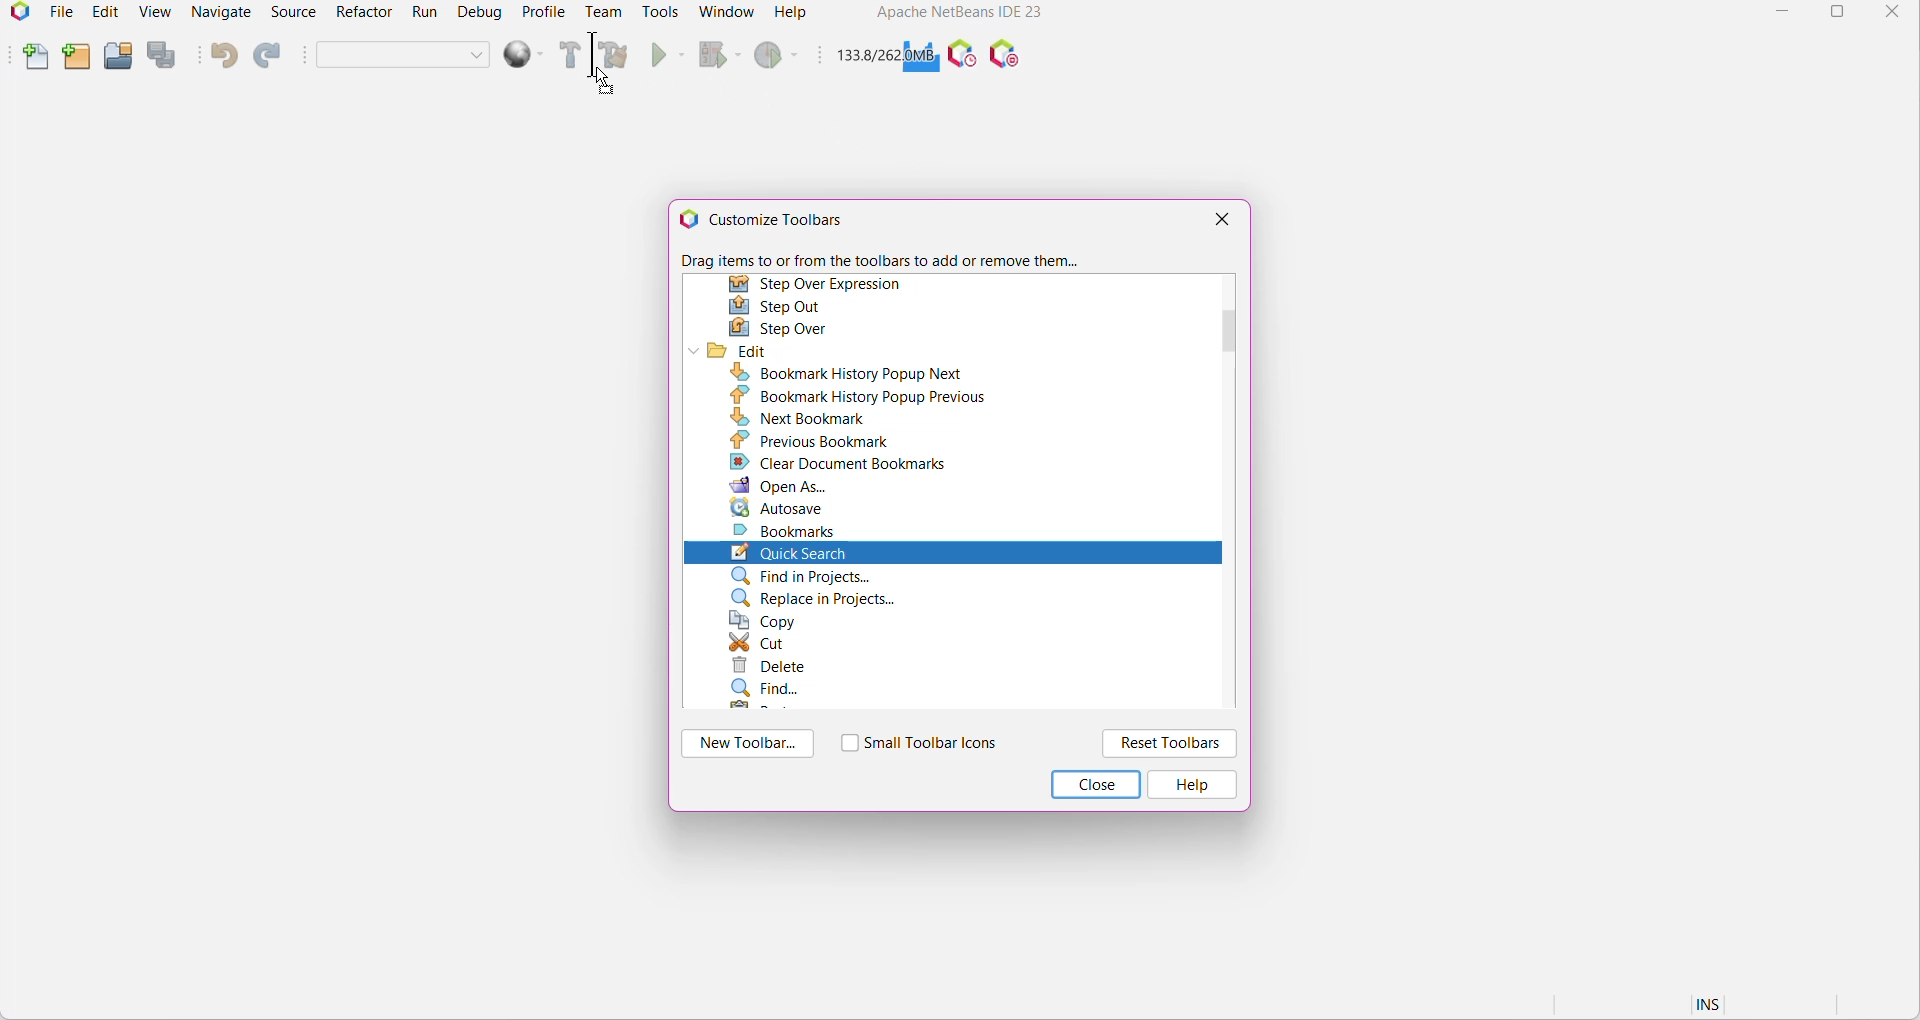 File Edit View Navigate Source Refactor Run Debug Profile Team Tools Window Help Apache NetBeans IDE 23
133.8/262.0MB
Customize Toolbars
Drag items to or from the toolbars to add or remove them...
Step Over Expression
Step Out
Step Over
Edit
Bookmark History Popup Next
Bookmark History Popup Previous
Next Bookmark
Previous Bookmark
Clear Document Bookmarks
Open As...
Autosave
Bookmarks
Quick Search
Find in Projects...
Replace in Projects...
Copy
Cut
Delete
Find...
New Toolbar... Small Toolbar Icons Reset Toolbars
Close Help
INS